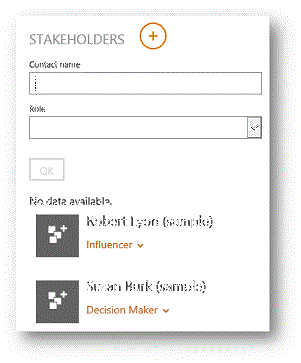 STAKEHOLDERS
Contact name
Role
OK
No data available.
Robert Lyon (sample)
Influencer
Susan Burk (sample)
Decision Maker